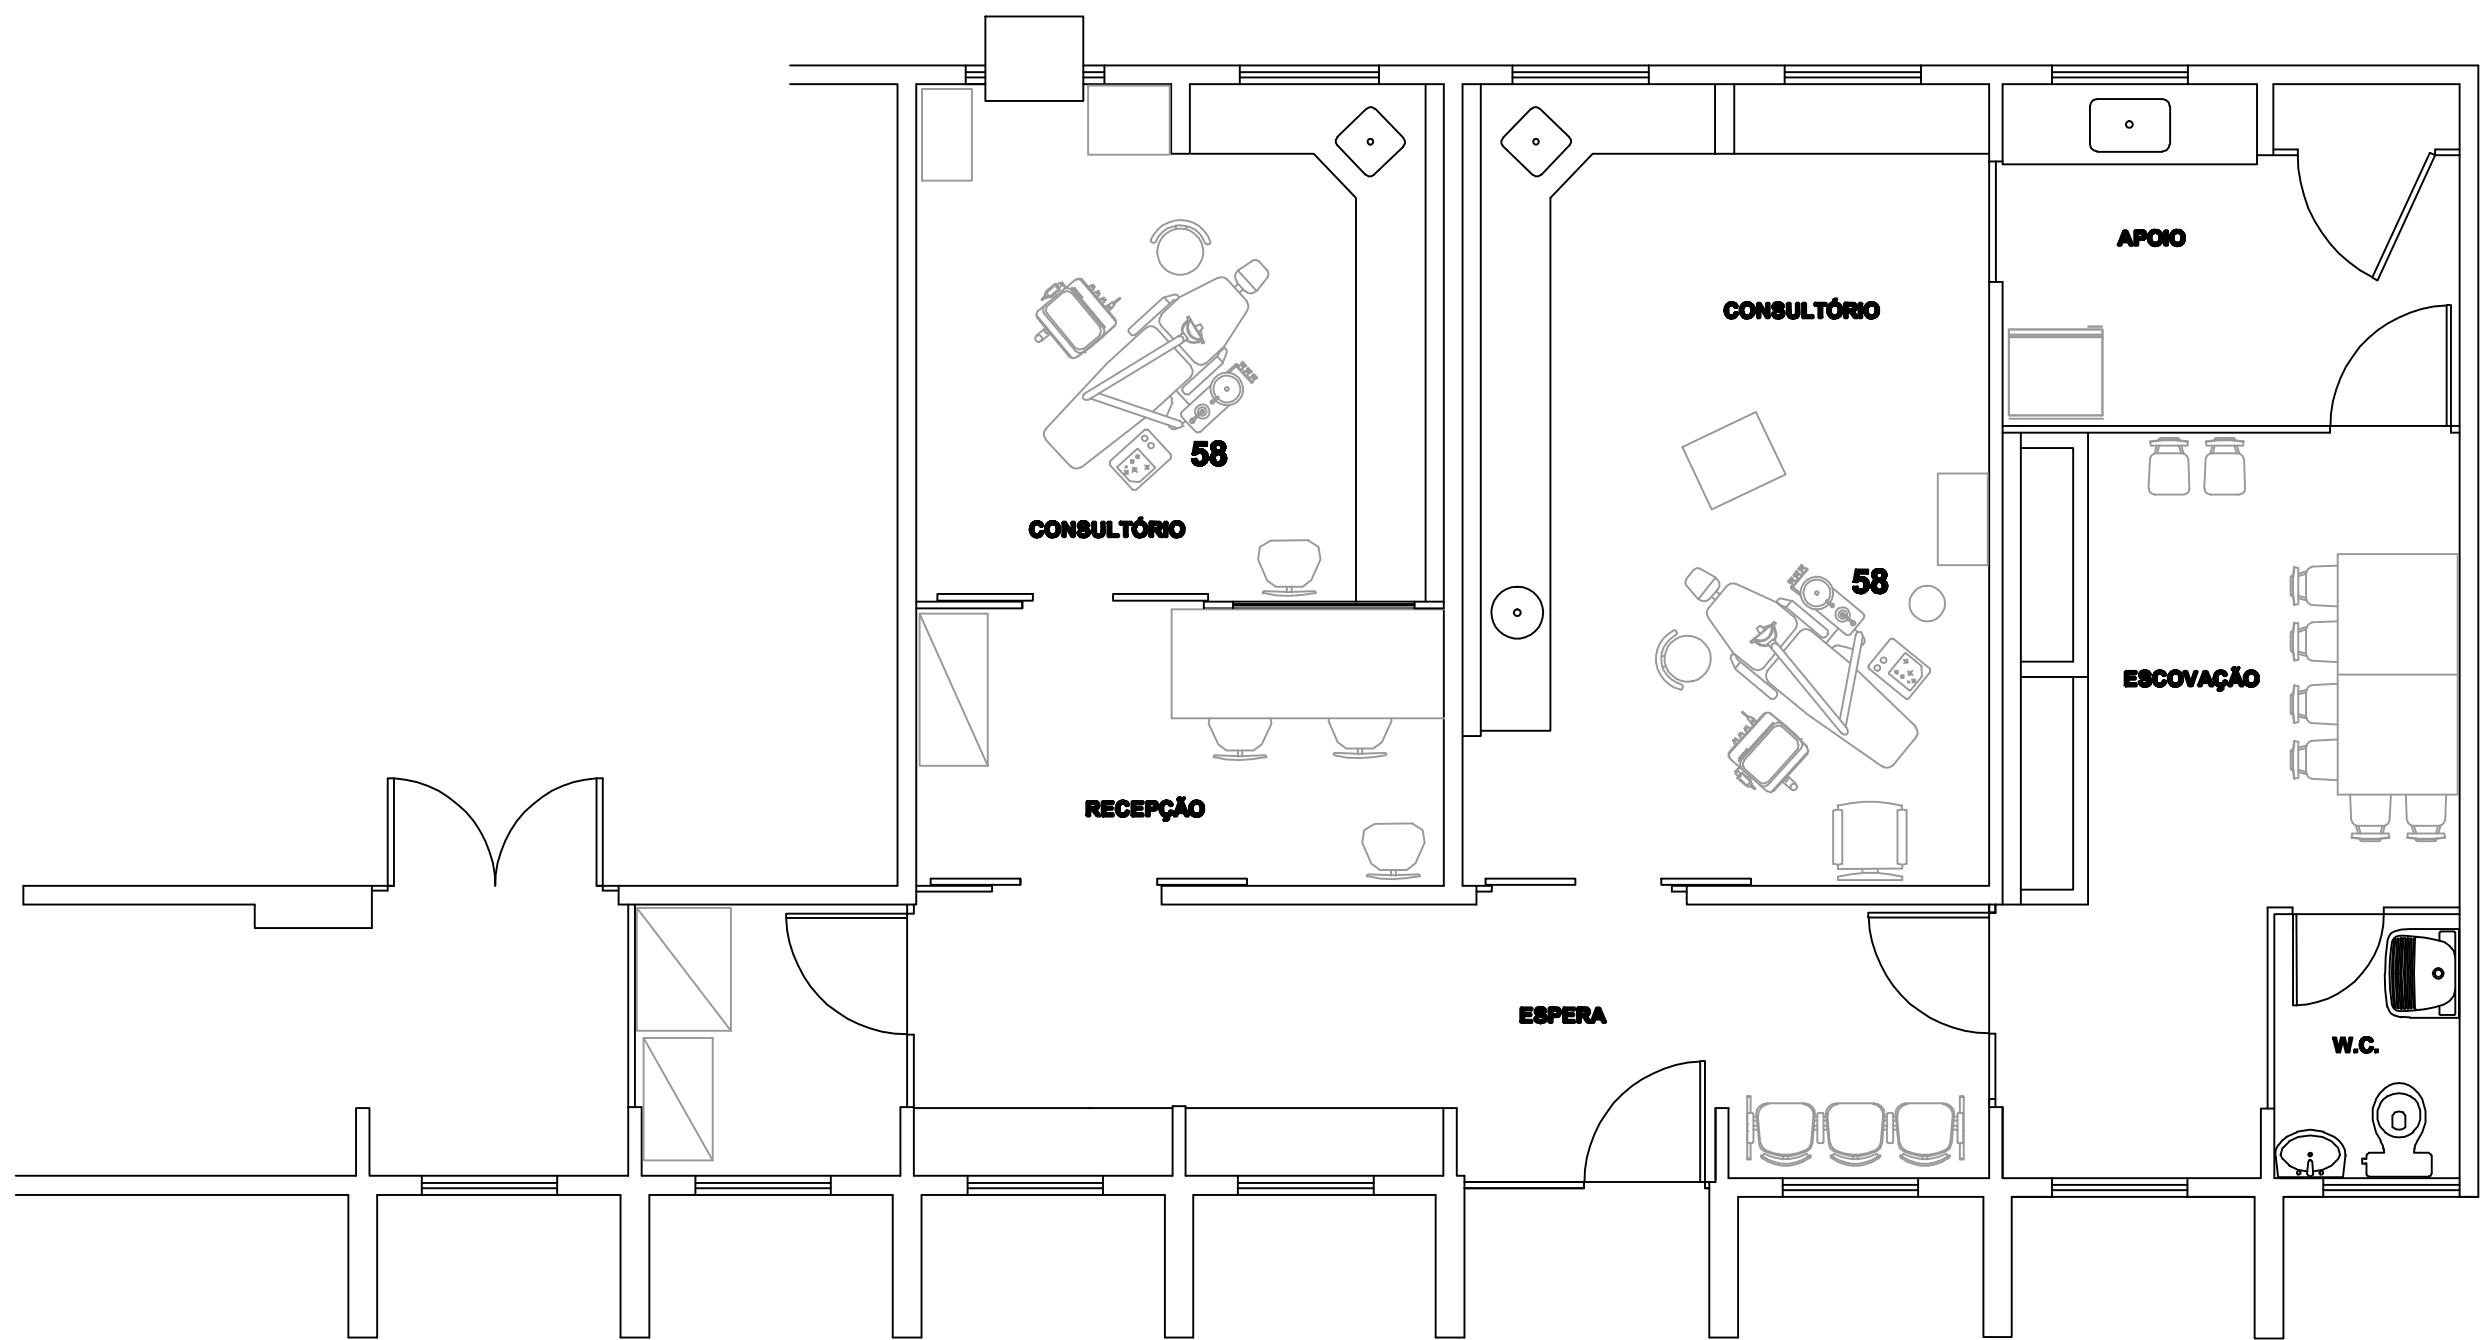 APOIO
CONSULTÓRIO
58
CONSULTÓRIO
58
ESCOVAÇÃO
RECEPÇÃO
ESPERA
W.C.